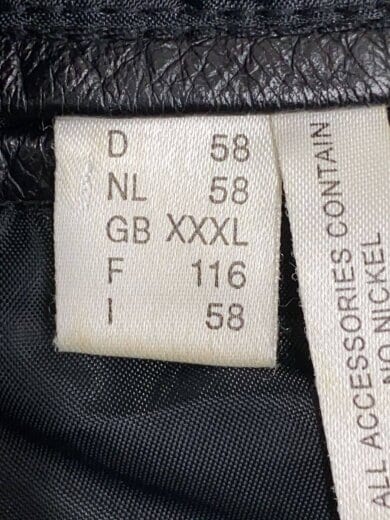 D 58
NL 58
GB XXXL
F 116
I 58
ALL ACCESSORIES CONTAIN
NO NICKEL